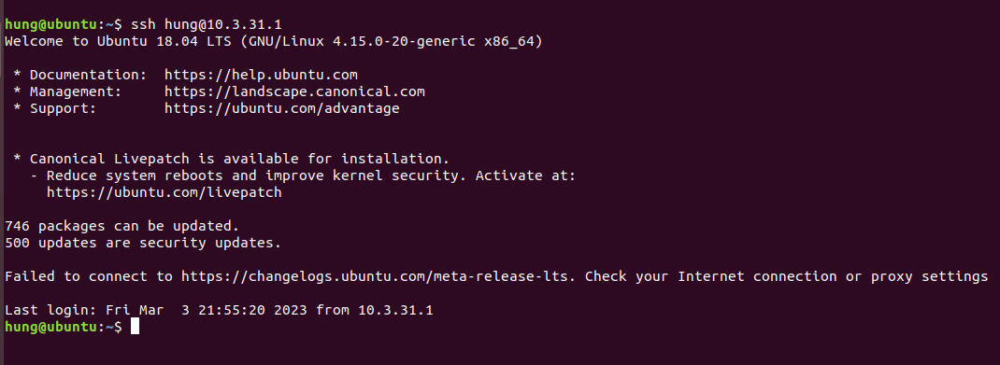 hung@ubuntu:~$ ssh hung@10.3.31.1
Welcome to Ubuntu 18.04 LTS (GNU/Linux 4.15.0-20-generic x86_64)
* Documentation: https://help.ubuntu.com
* Management: https://landscape.canonical.com
* Support: https://ubuntu.com/advantage
* Canonical Livepatch is available for installation.
- Reduce system reboots and improve kernel security. Activate at:
https://ubuntu.com/livepatch
746 packages can be updated.
500 updates are security updates.
Failed to connect to https://changelogs.ubuntu.com/meta-release-lts. Check your Internet connection or proxy settings
Last login: Fri Mar  3 21:55:20 2023 from 10.3.31.1
hung@ubuntu:~$